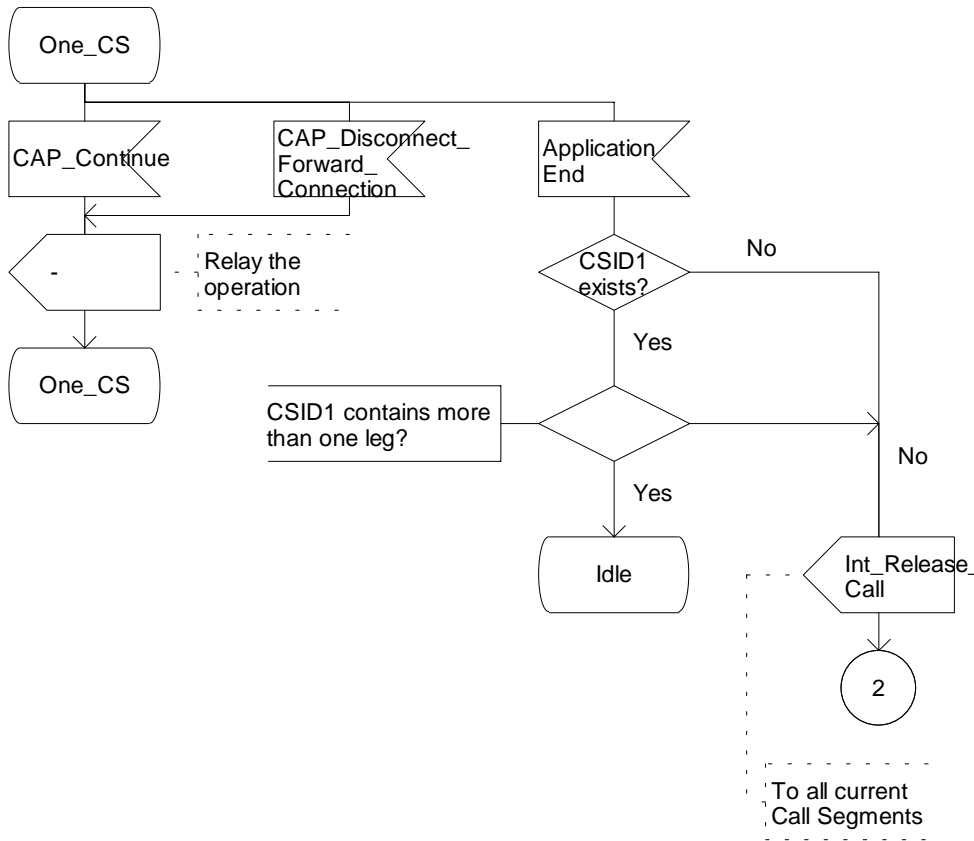 One_CS
CAP_Continue
CAP_Disconnect_
Forward_
Connection
Application
End
-
Relay the
operation
CSID1
exists?
No
Yes
One_CS
CSID1 contains more
than one leg?
No
Yes
Idle
Int_Release_
Call
2
To all current
Call Segments